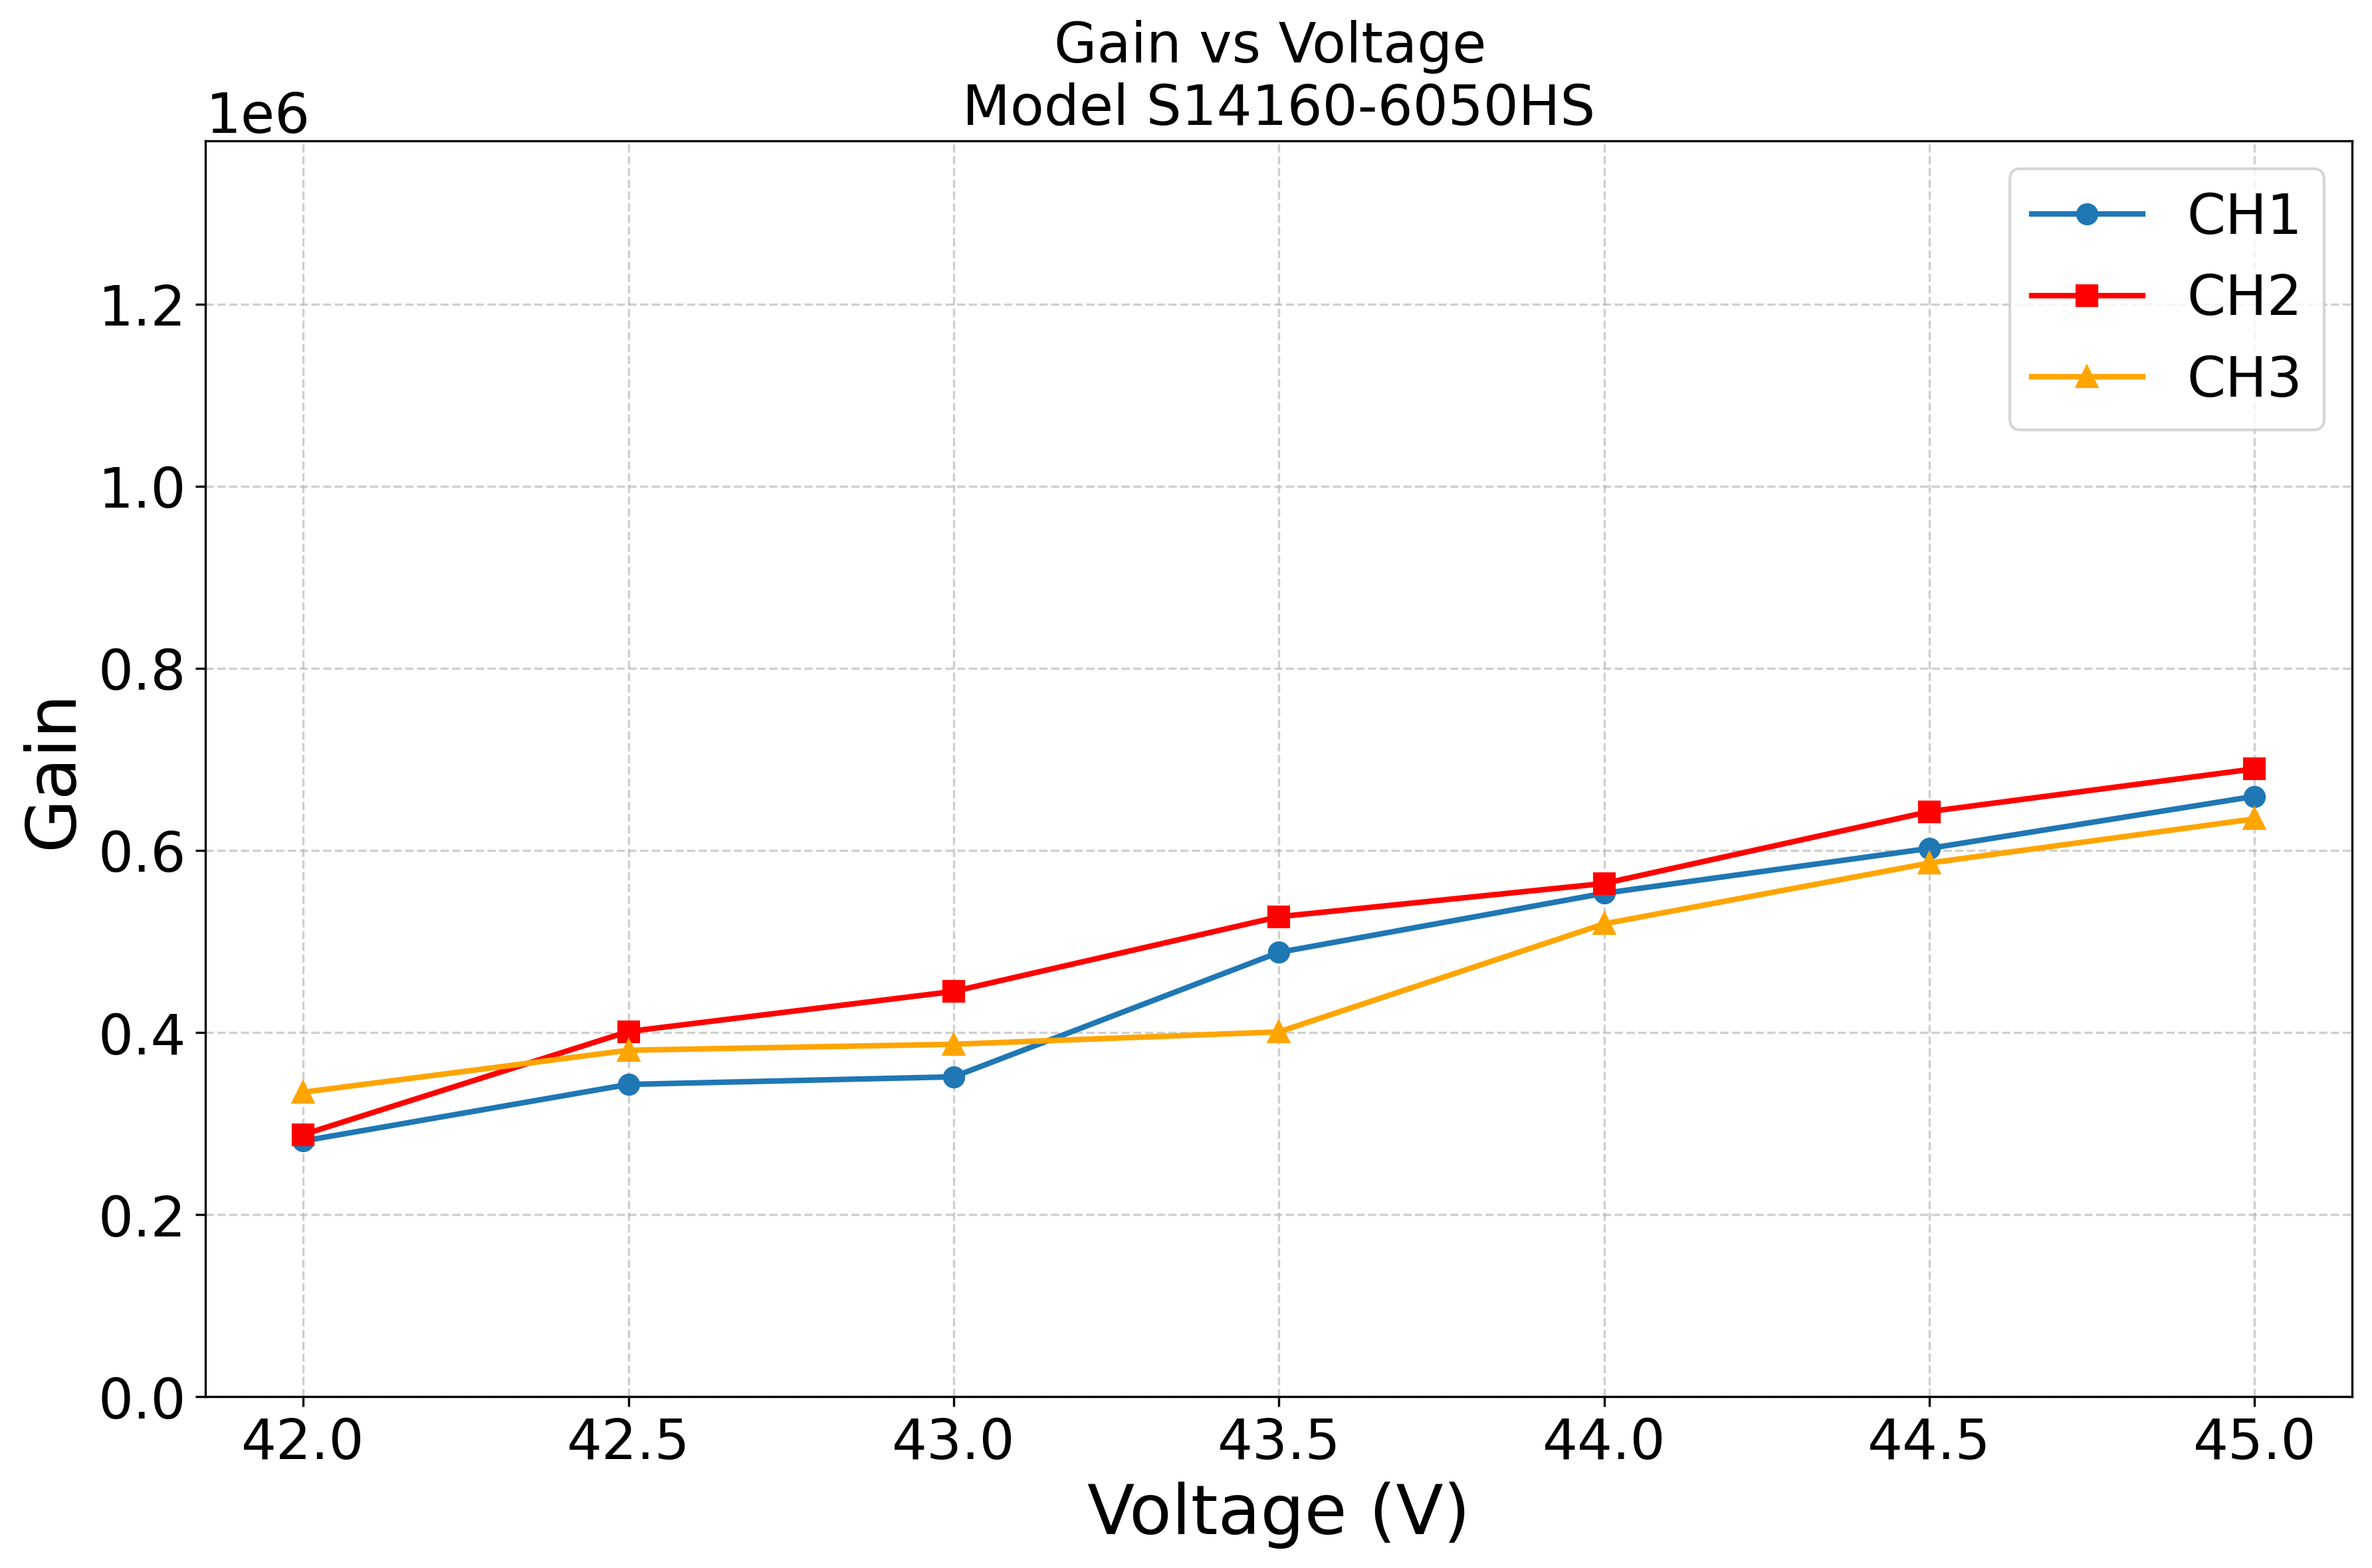 Gain vs Voltage
Model S14160-6050HS
1e6
CH1
CH2
CH3
1.2
1.0
0.8
0.6
0.4
0.2
0.0
Gain
42.0 42.5 43.0 43.5 44.0 44.5 45.0
Voltage (V)